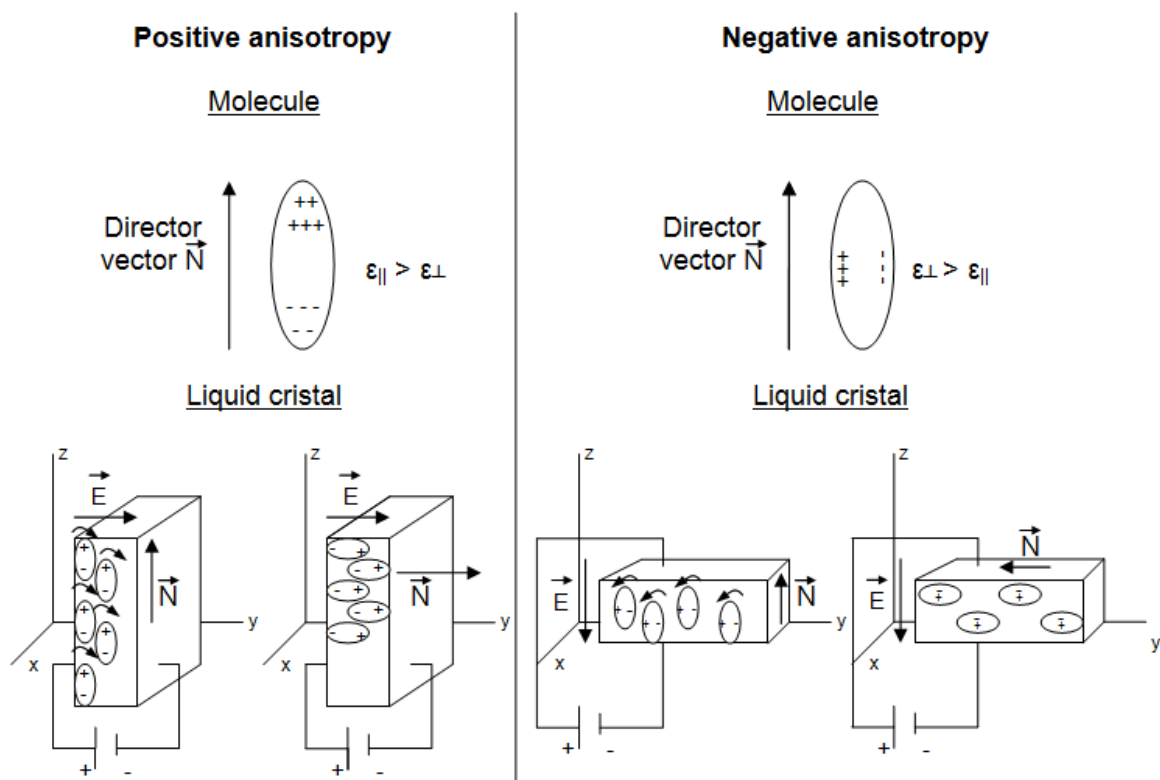 Positive anisotropy
Molecule
++
+++
- - -
- -
Director
vector N
ε|| > ε⊥
Liquid cristal
z
E
+
-
+
-
+
-
+
-
+
-
+
-
N
y
x
+ -
z
E
- +
- +
- +
- +
- +
N
y
x
+ -
Negative anisotropy
Molecule
+
+
+
-
-
-
Director
vector N
ε⊥ > ε||
Liquid cristal
z
E
+ -
+ -
+ -
+ -
N
y
x
+ -
z
N
E
-
+
-
+
-
+
-
+
y
x
+ -